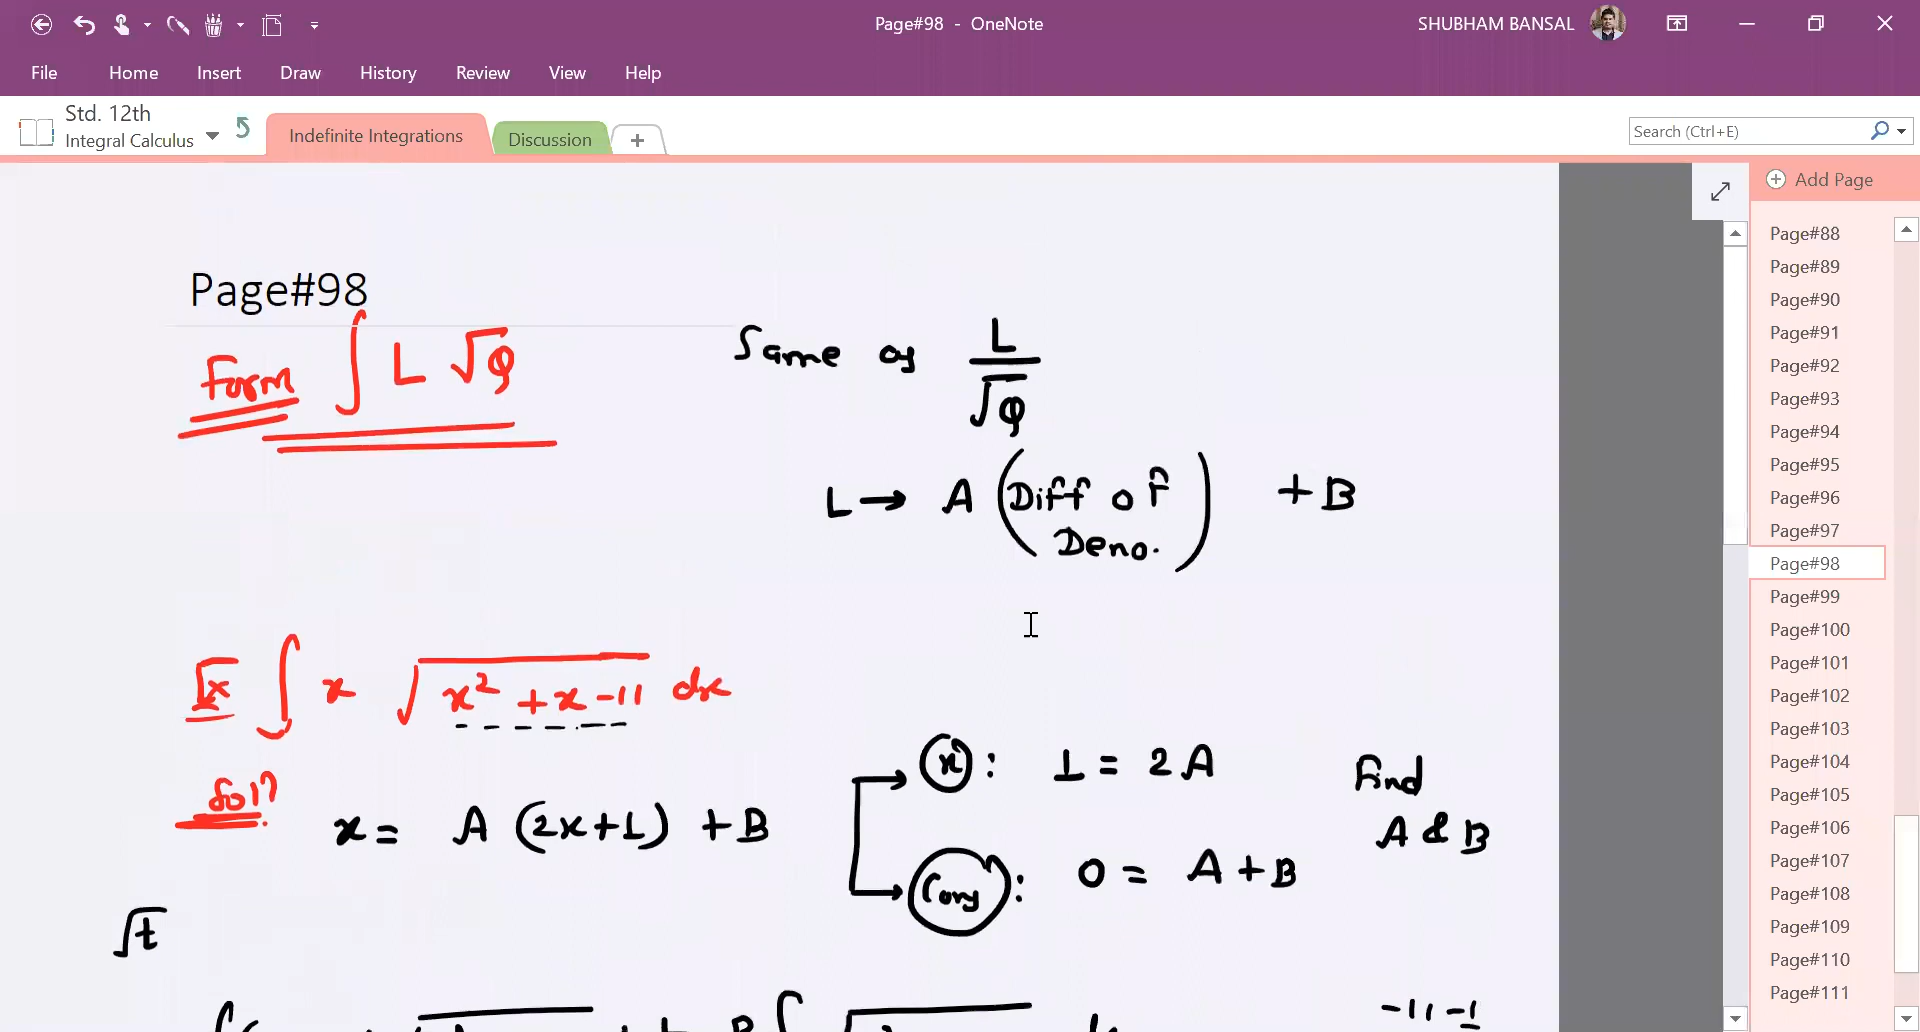 Page#98 - OneNote
SHUBHAM BANSAL
File Home Insert Draw History Review View Help
Std. 12th
Integral Calculus
Indefinite Integrations
Discussion
+
Search (Ctrl+E)
Add Page
Page#98
Form ∫ L √Q
Same as L/√Q
L → A (Diff of Deno.) + B
Ex ∫ x √(x² + x - 11) dx
Sol?
x = A (2x+1) + B
x : 1 = 2A
Cons : 0 = A + B
Find
A & B
√t
-11 -1
Page#88
Page#89
Page#90
Page#91
Page#92
Page#93
Page#94
Page#95
Page#96
Page#97
Page#98
Page#99
Page#100
Page#101
Page#102
Page#103
Page#104
Page#105
Page#106
Page#107
Page#108
Page#109
Page#110
Page#111